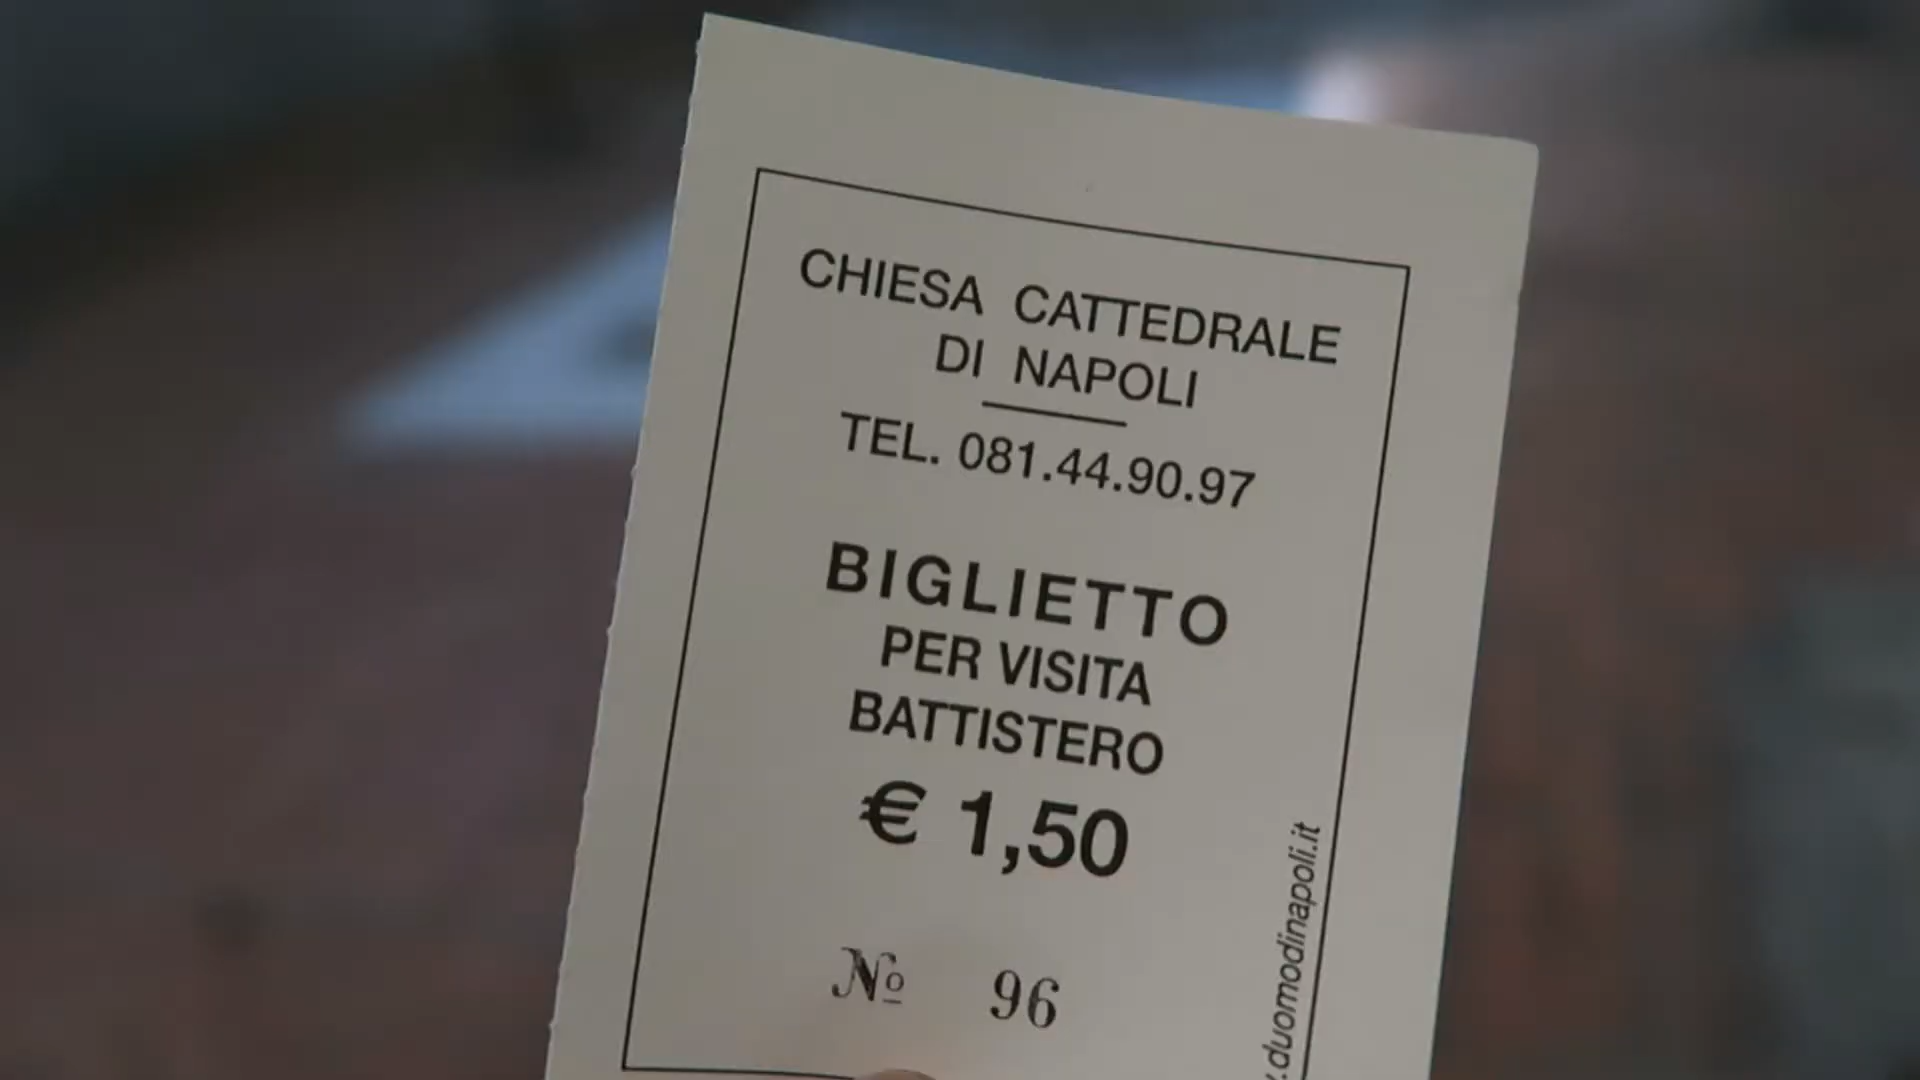 CHIESA CATTEDRALE
DI NAPOLI
TEL. 081.44.90.97
BIGLIETTO
PER VISITA
BATTISTERO
€ 1,50
№ 96
.duomodinapoli.it